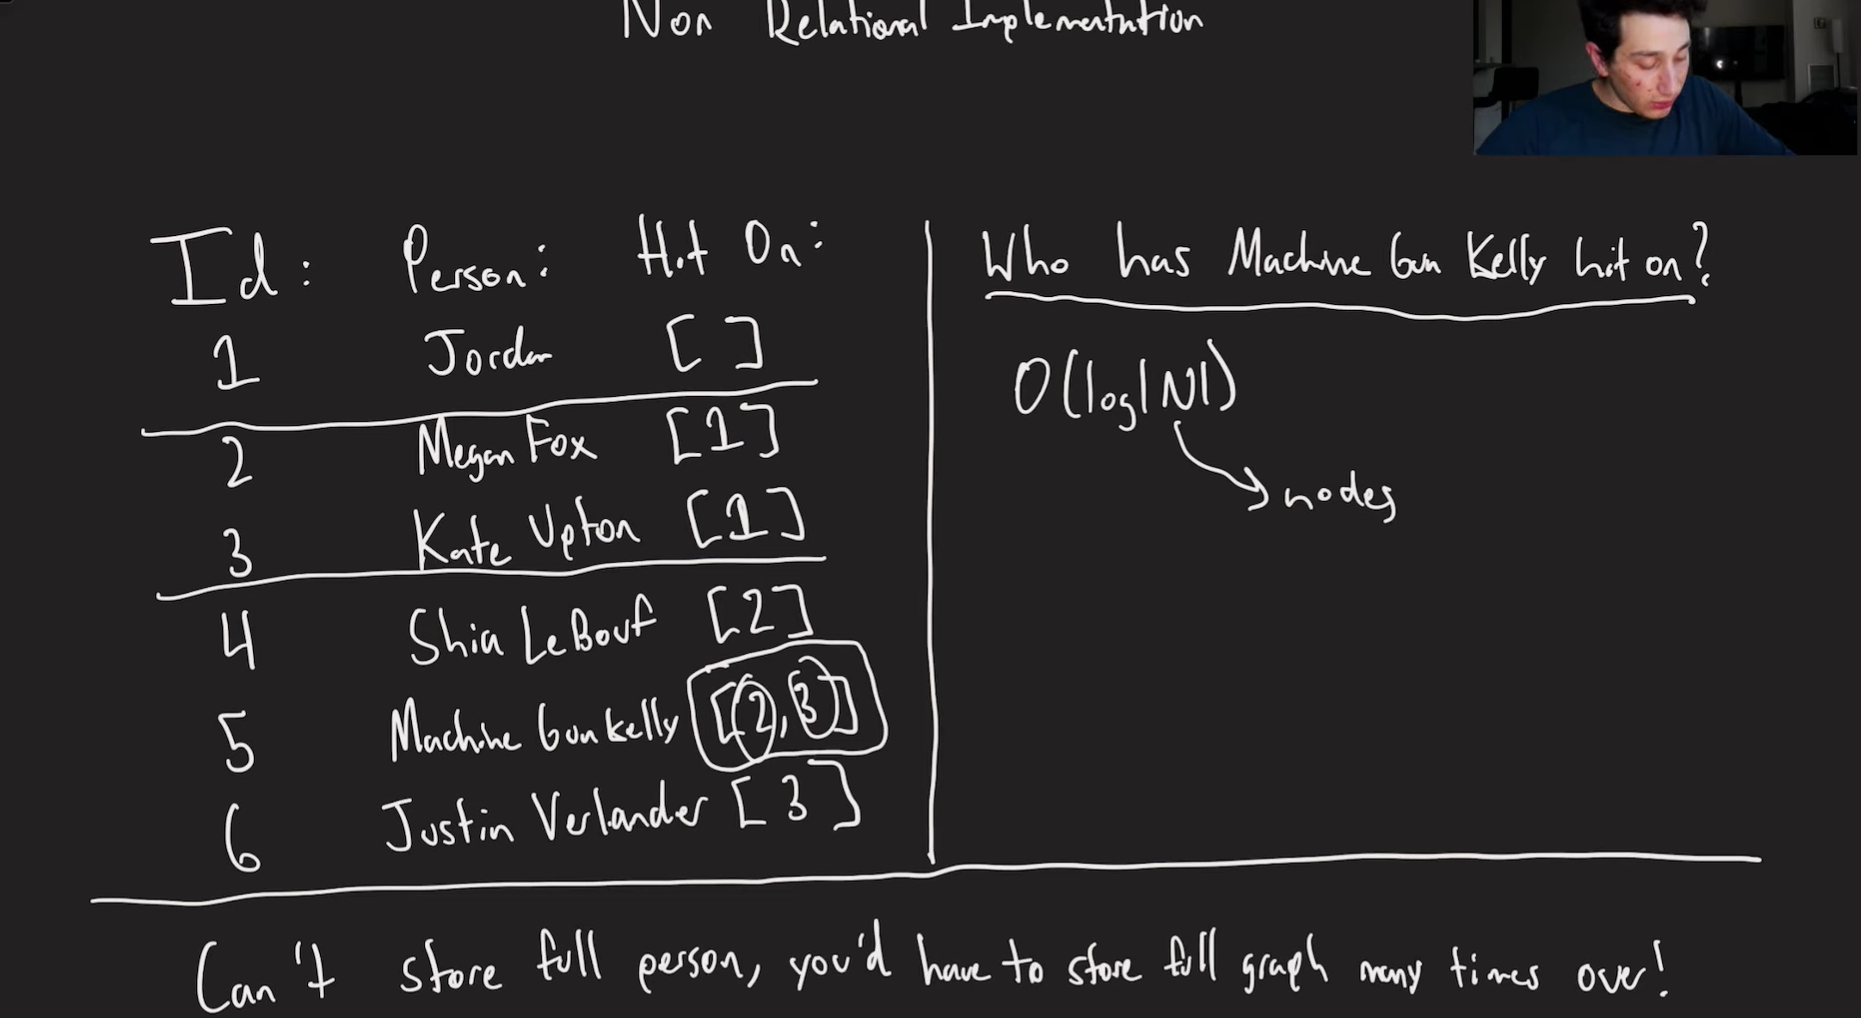 Non Relational Implementation
Id: Person: Hit On:
1 Jordan [ ]
2 Megan Fox [1]
3 Kate Upton [1]
4 Shia LeBouf [2]
5 Machine Gun Kelly [2, 3]
6 Justin Verlander [3]
Who has Machine Gun Kelly hit on?
O(log|N|)
nodes
Can't store full person, you'd have to store full graph many times over!